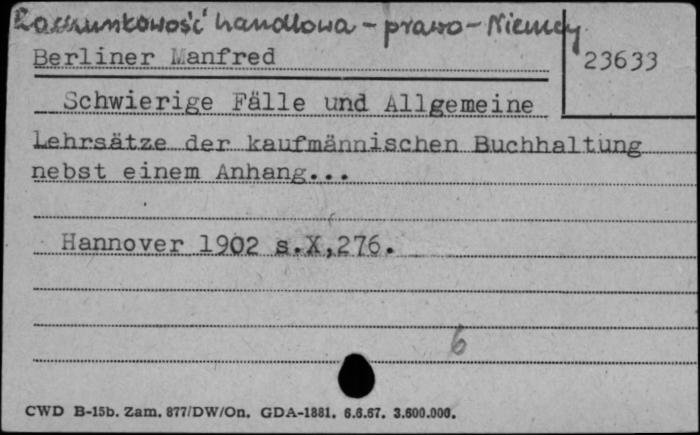 Rachunkowość handlowa - prawo - Niemcy
Berliner Manfred
23633
Schwierige Fälle und Allgemeine
Lehrsätze der kaufmännischen Buchhaltung
nebst einem Anhang...
Hannover 1902 s.X,276.
6
CWD B-15b. Zam. 877/DW/On. GDA-1881. 6.6.67. 3.600.000.